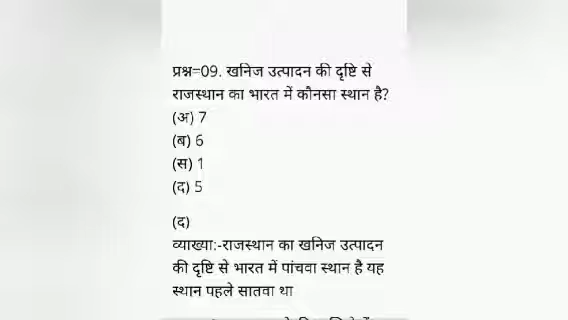 प्रश्न=09. खनिज उत्पादन की दृष्टि से
राजस्थान का भारत में कौनसा स्थान है?
(अ) 7
(ब) 6
(स) 1
(द) 5
(द)
व्याख्या:-राजस्थान का खनिज उत्पादन
की दृष्टि से भारत में पांचवा स्थान है यह
स्थान पहले सातवा था